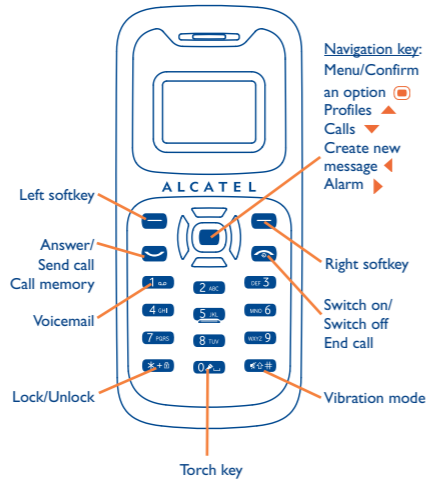 Navigation key:
Menu/Confirm
an option
Profiles
Calls
Create new
message
Alarm
ALCATEL
Left softkey
Answer/
Send call
Call memory
Voicemail
Lock/Unlock
Right softkey
Switch on/
Switch off
End call
Vibration mode
Torch key
1
2 ABC
DEF 3
4 GHI
5 JKL
MNO 6
7 PQRS
8 TUV
WXYZ 9
*+
0
#